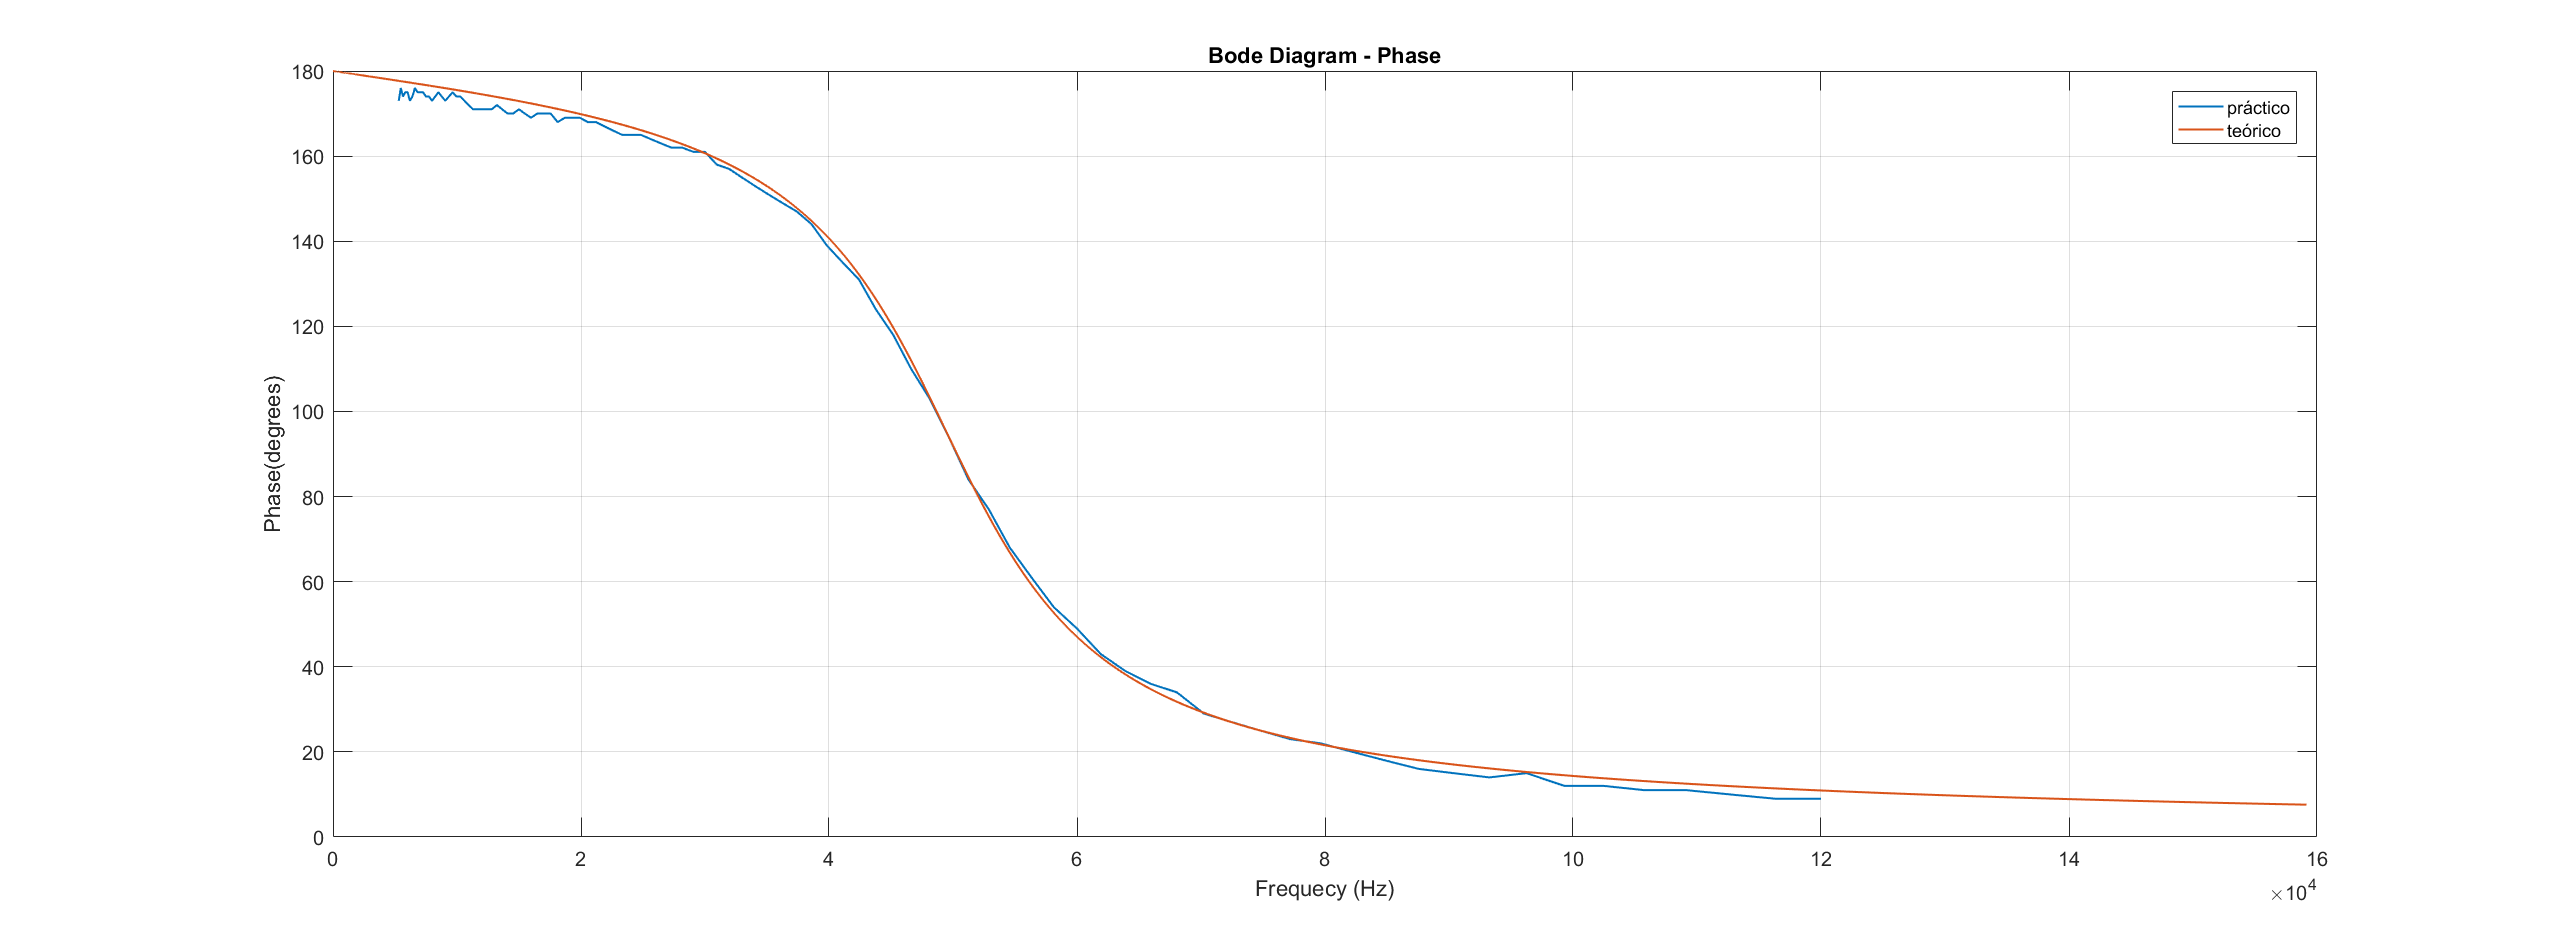 Bode Diagram - Phase
180
160
140
120
100
80
60
40
20
0
Phase(degrees)
práctico
teórico
0 2 4 6 8 10 12 14 16
Frequecy (Hz)
×10⁴